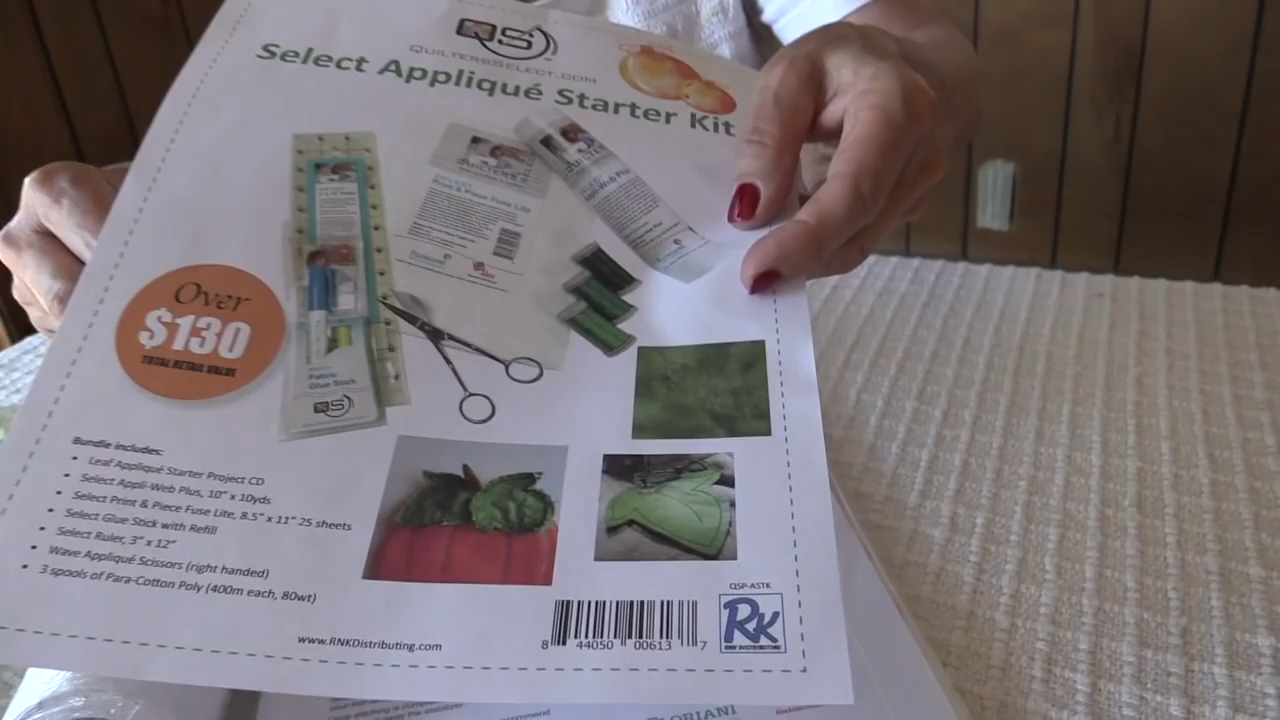 QS
QUILTERSSELECT.COM
Select Appliqué Starter Kit
Over
$130
TOTAL RETAIL VALUE
Print & Piece Fuse Lite
Fabric
Glue Stick
QS
Bundle includes:
• Leaf Appliqué Starter Project CD
• Select Appli-Web Plus, 10" x 10yds
• Select Print & Piece Fuse Lite, 8.5" x 11" 25 sheets
• Select Glue Stick with Refill
• Select Ruler, 3" x 12"
• Wave Appliqué Scissors (right handed)
• 3 spools of Para-Cotton Poly (400m each, 80wt)
www.RNKDistributing.com
8 44050 00613 7
QSP-ASTK
RK
RNK DISTRIBUTING
FLORIANI